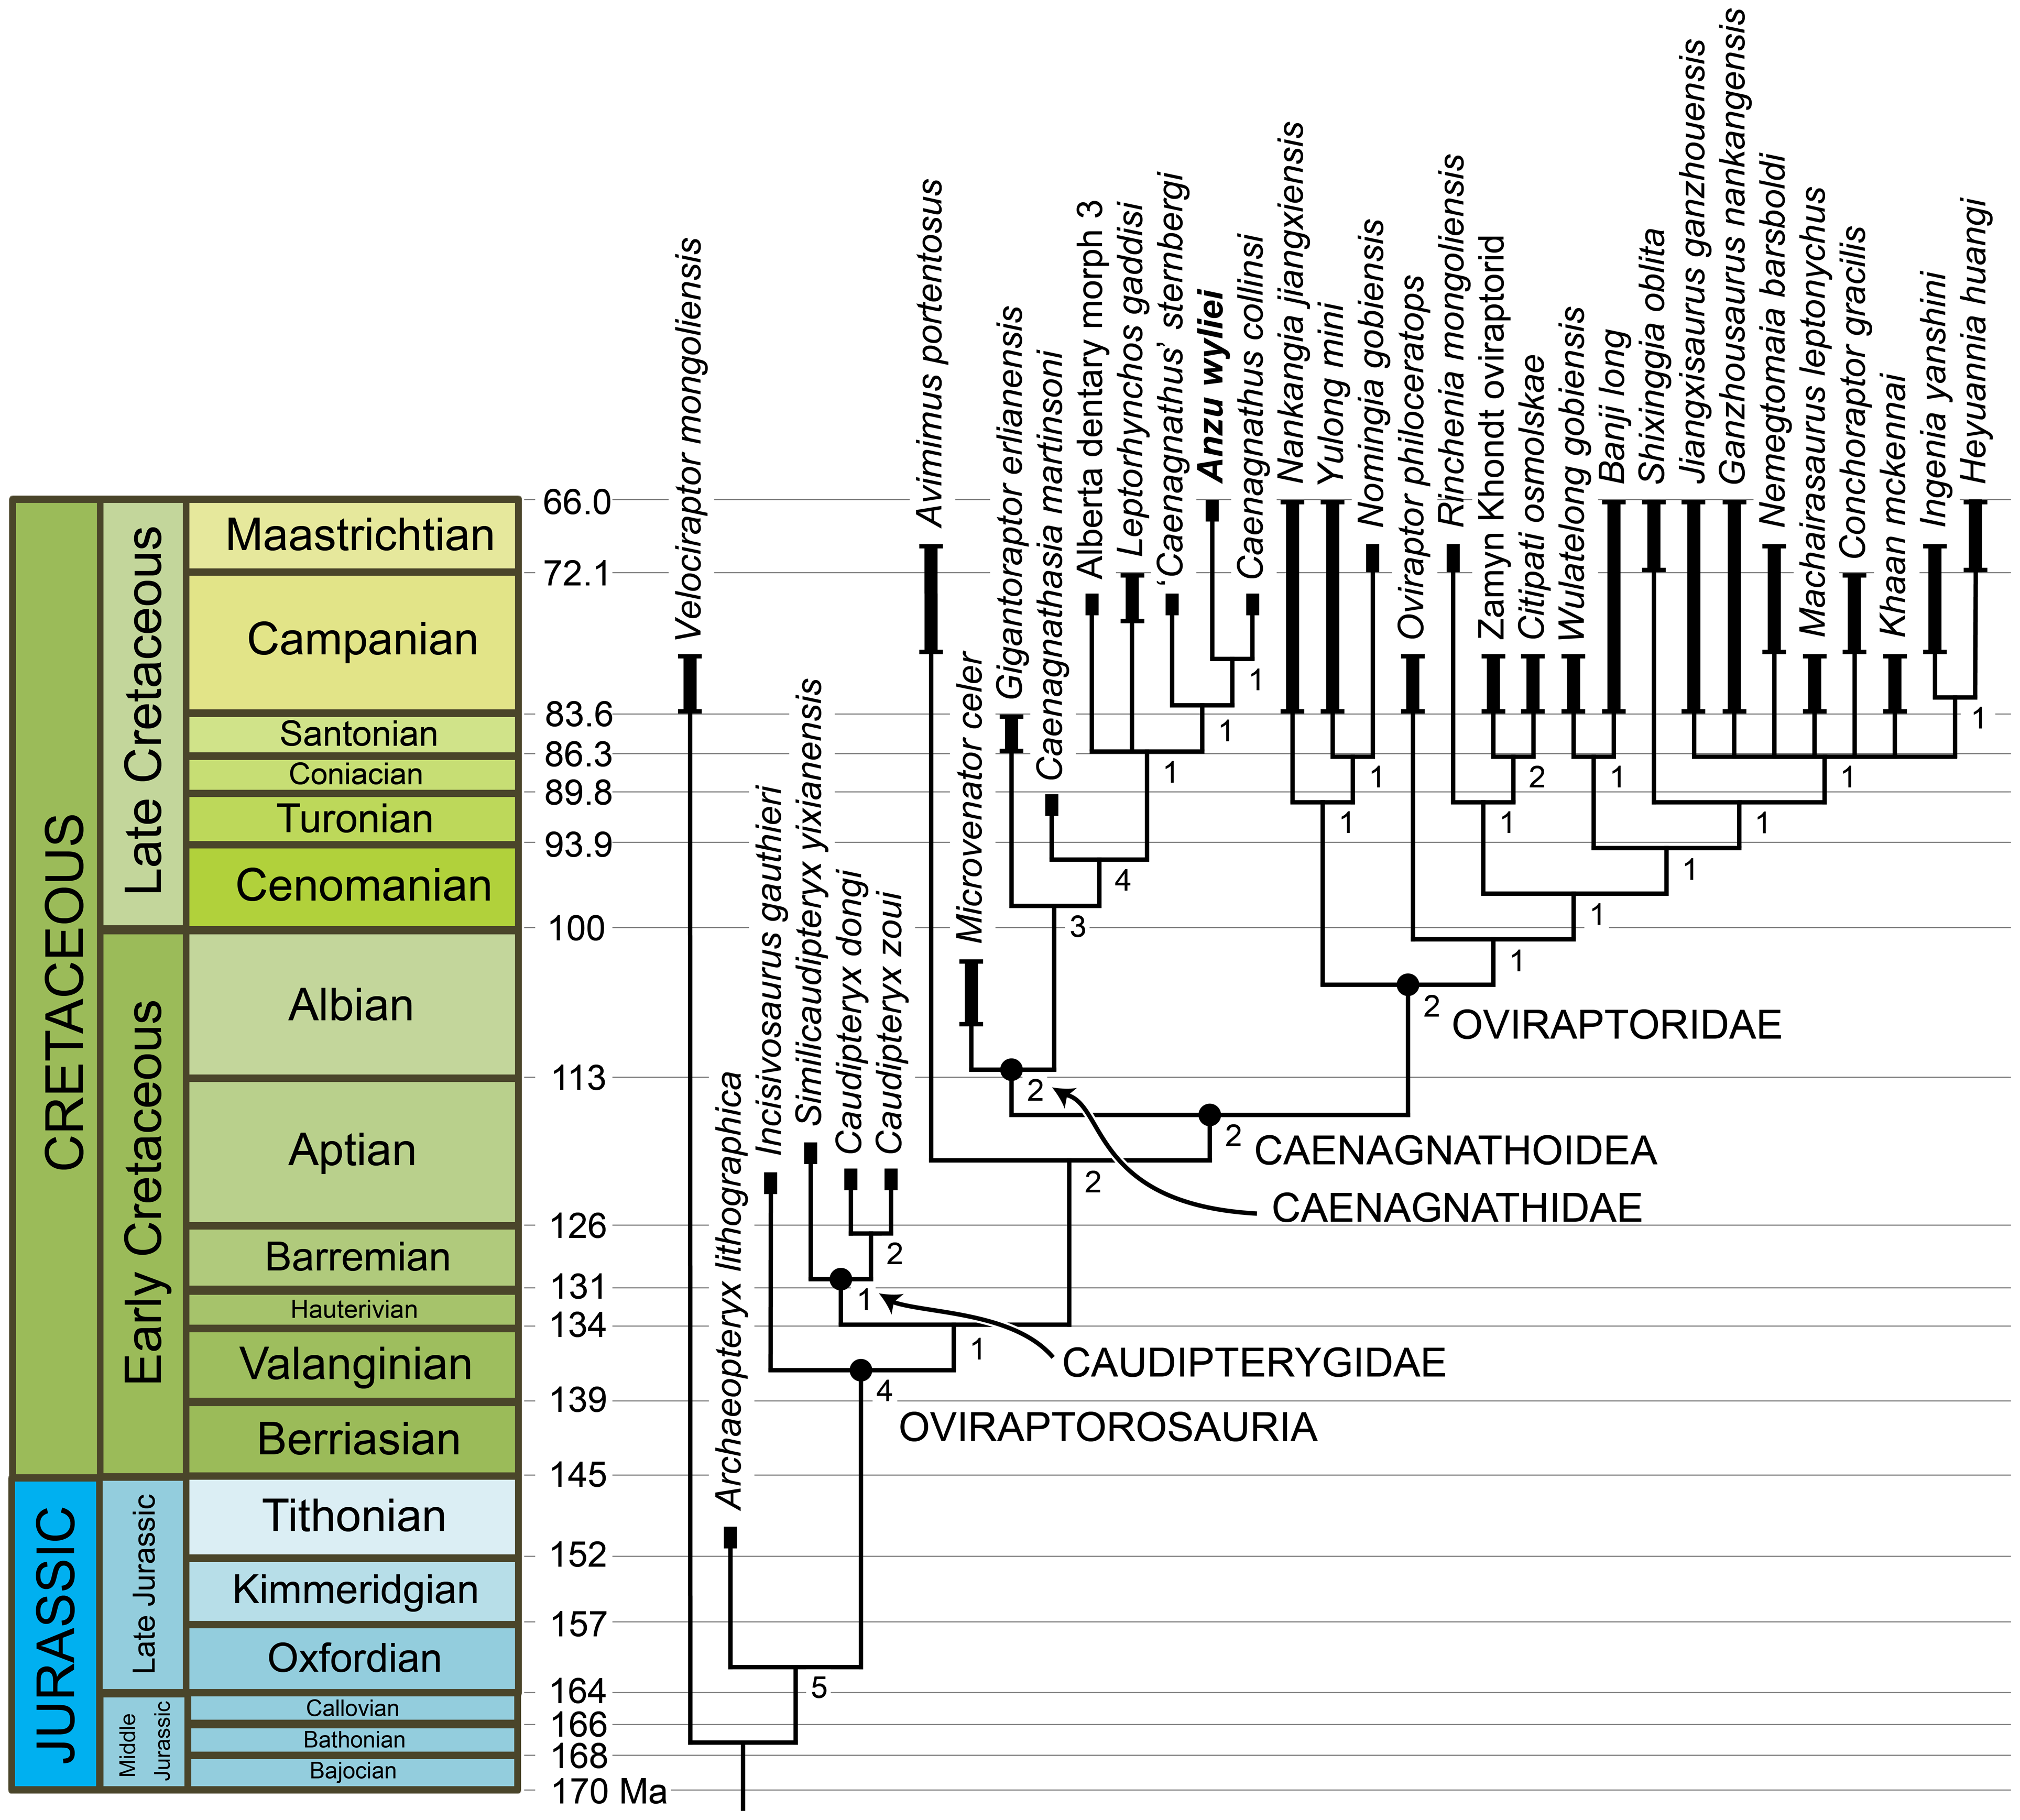 CRETACEOUS
JURASSIC
Late Cretaceous
Early Cretaceous
Late Jurassic
Middle
Jurassic
Maastrichtian
Campanian
Santonian
Coniacian
Turonian
Cenomanian
Albian
Aptian
Barremian
Hauterivian
Valanginian
Berriasian
Tithonian
Kimmeridgian
Oxfordian
Callovian
Bathonian
Bajocian
66.0
72.1
83.6
86.3
89.8
93.9
100
113
126
131
134
139
145
152
157
164
166
168
170 Ma
Velociraptor mongoliensis
Archaeopteryx lithographica
Incisivosaurus gauthieri
Similicaudipteryx yixianensis
Caudipteryx dongi
Caudipteryx zoui
Avimimus portentosus
Microvenator celer
Gigantoraptor erlianensis
Caenagnathasia martinsoni
Alberta dentary morph 3
Leptorhynchos gaddisi
‘Caenagnathus’ sternbergi
Anzu wyliei
Caenagnathus collinsi
Nankangia jiangxiensis
Yulong mini
Nomingia gobiensis
Oviraptor philoceratops
Rinchenia mongoliensis
Zamyn Khondt oviraptorid
Citipati osmolskae
Wulatelong gobiensis
Banji long
Shixinggia oblita
Jiangxisaurus ganzhouensis
Ganzhousaurus nankangensis
Nemegtomaia barsboldi
Machairasaurus leptonychus
Conchoraptor gracilis
Khaan mckennai
Ingenia yanshini
Heyuannia huangi
1
1
1
1
1
2
1
1
1
1
4
1
3
1
1
2
OVIRAPTORIDAE
2
2
CAENAGNATHOIDEA
2
CAENAGNATHIDAE
2
1
1
CAUDIPTERYGIDAE
4
OVIRAPTOROSAURIA
5